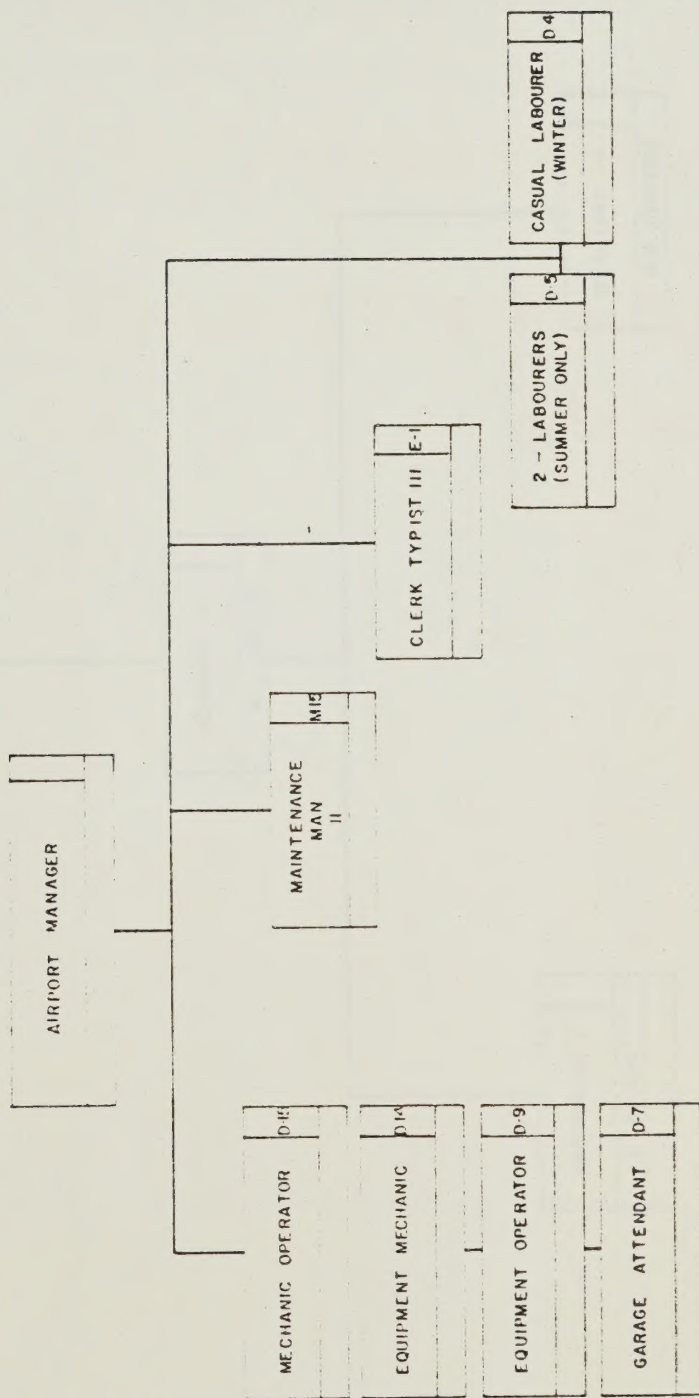 AIRPORT MANAGER
MECHANIC OPERATOR
D-15
EQUIPMENT MECHANIC
D 14
EQUIPMENT OPERATOR
D-9
GARAGE ATTENDANT
D-7
MAINTENANCE
MAN
II
M15
CLERK TYPIST III
E-1
2 - LABOURERS
(SUMMER ONLY)
D-5
CASUAL LABOURER
(WINTER)
D 4